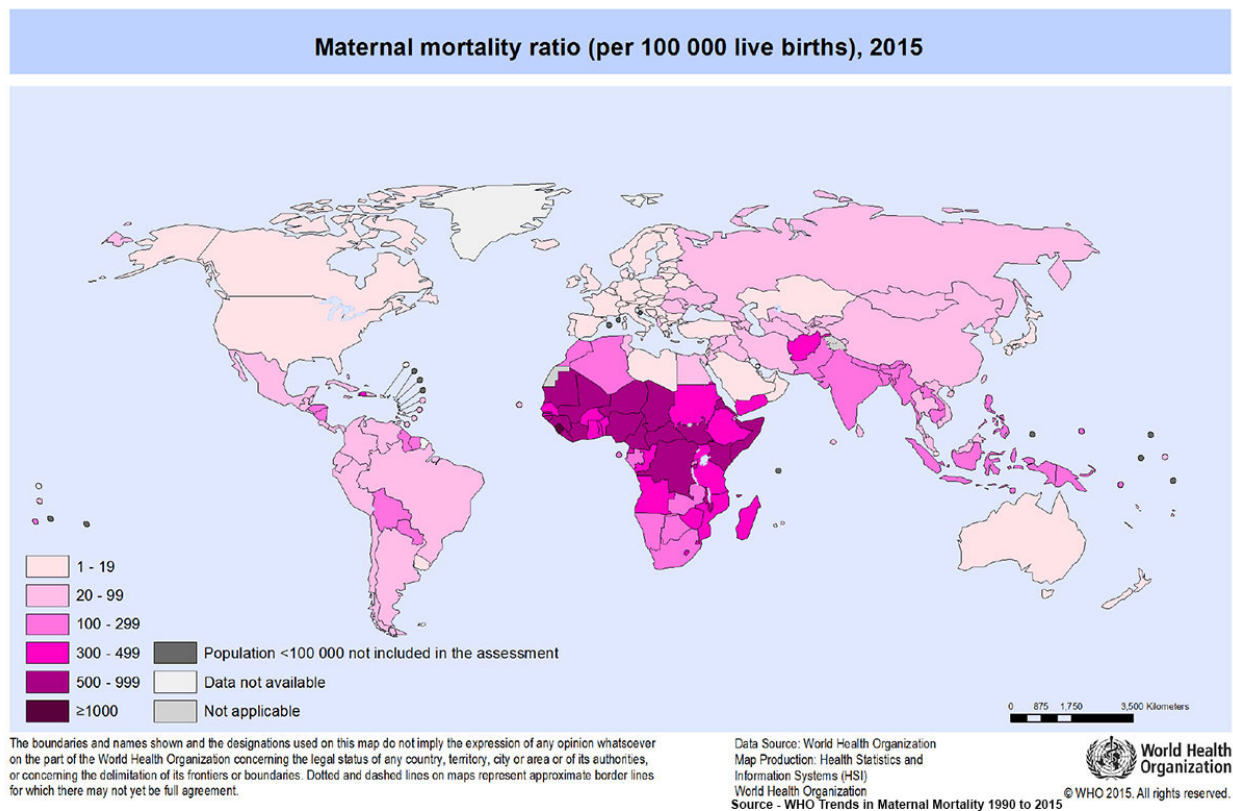 Maternal mortality ratio (per 100 000 live births), 2015
1 - 19
20 - 99
100 - 299
300 - 499
500 - 999
≥1000
Population <100 000 not included in the assessment
Data not available
Not applicable
0 875 1,750 3,500 Kilometers
The boundaries and names shown and the designations used on this map do not imply the expression of any opinion whatsoever
on the part of the World Health Organization concerning the legal status of any country, territory, city or area or of its authorities,
or concerning the delimitation of its frontiers or boundaries. Dotted and dashed lines on maps represent approximate border lines
for which there may not yet be full agreement.
Data Source: World Health Organization
Map Production: Health Statistics and
Information Systems (HSI)
World Health Organization
Source - WHO Trends in Maternal Mortality 1990 to 2015
World Health
Organization
© WHO 2015. All rights reserved.